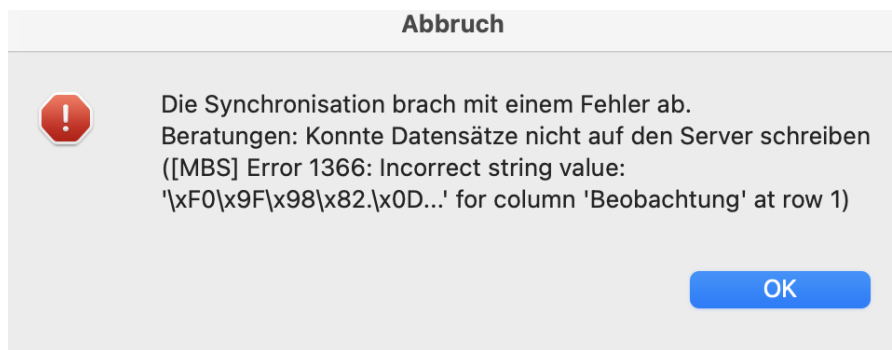 Abbruch
Die Synchronisation brach mit einem Fehler ab.
Beratungen: Konnte Datensätze nicht auf den Server schreiben
([MBS] Error 1366: Incorrect string value:
'\xF0\x9F\x98\x82.\x0D...' for column 'Beobachtung' at row 1)
OK